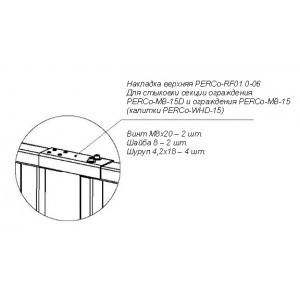 Накладка верхняя PERCo-RF01 0-06
Для стыковки секции ограждения
PERCo-MB-15D и ограждения PERCo-MB-15
(калитки PERCo-WHD-15)
Винт М8х20 – 2 шт.
Шайба 8 – 2 шт.
Шуруп 4,2х18 – 4 шт.